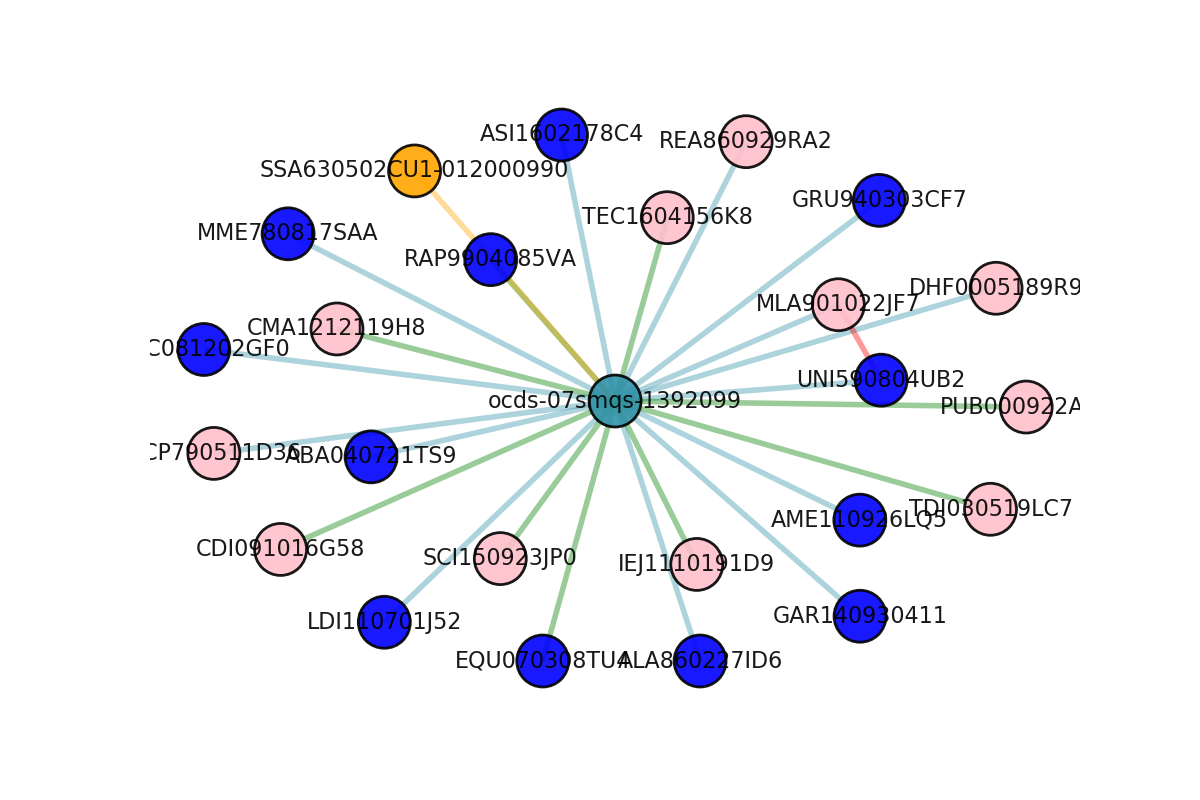 ASI1602178C4
REA860929RA2
SSA630502CU1-012000990
GRU940303CF7
TEC1604156K8
MME780817SAA
RAP9904085VA
DHF0005189R9
MLA901022JF7
CMA1212119H8
C081202GF0
UNI590804UB2
ocds-07smqs-1392099
PUB000922A
CP790511D36
ABA040721TS9
TDI030519LC7
AME110926LQ5
CDI091016G58
SCI150923JP0
IEJ1110191D9
GAR140930411
LDI110701J52
EQU070308TU4
ALA860227ID6